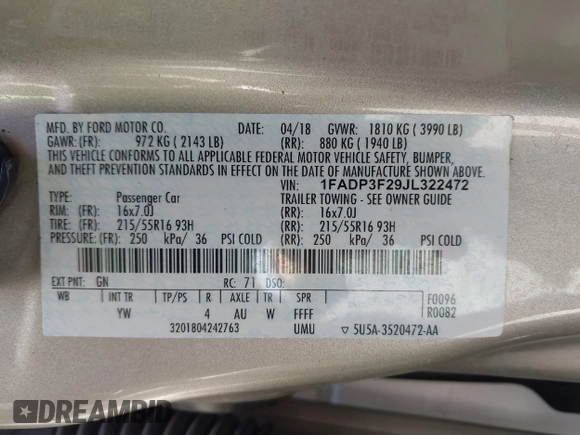 MFD. BY FORD MOTOR CO. DATE: 04/18 GVWR: 1810 KG ( 3990 LB)
GAWR: (FR): 972 KG ( 2143 LB) (RR): 880 KG ( 1940 LB)
THIS VEHICLE CONFORMS TO ALL APPLICABLE FEDERAL MOTOR VEHICLE SAFETY, BUMPER,
AND THEFT PREVENTION STANDARDS IN EFFECT ON THE DATE OF MANUFACTURE SHOWN ABOVE.
VIN: 1FADP3F29JL322472
TYPE: Passenger Car TRAILER TOWING - SEE OWNER GUIDE
RIM: (FR): 16x7.0J (RR): 16x7.0J
TIRE: (FR): 215/55R16 93H (RR): 215/55R16 93H
PRESSURE: (FR): 250 kPa/ 36 PSI COLD (RR): 250 kPa/ 36 PSI COLD
EXT PNT: GN RC: 71 DSO:
WB INT TR TP/PS R AXLE TR SPR F0096
YW 4 AU W FFFF R0082
3201804242763 UMU ▽ 5U5A-3520472-AA
DREAMBID